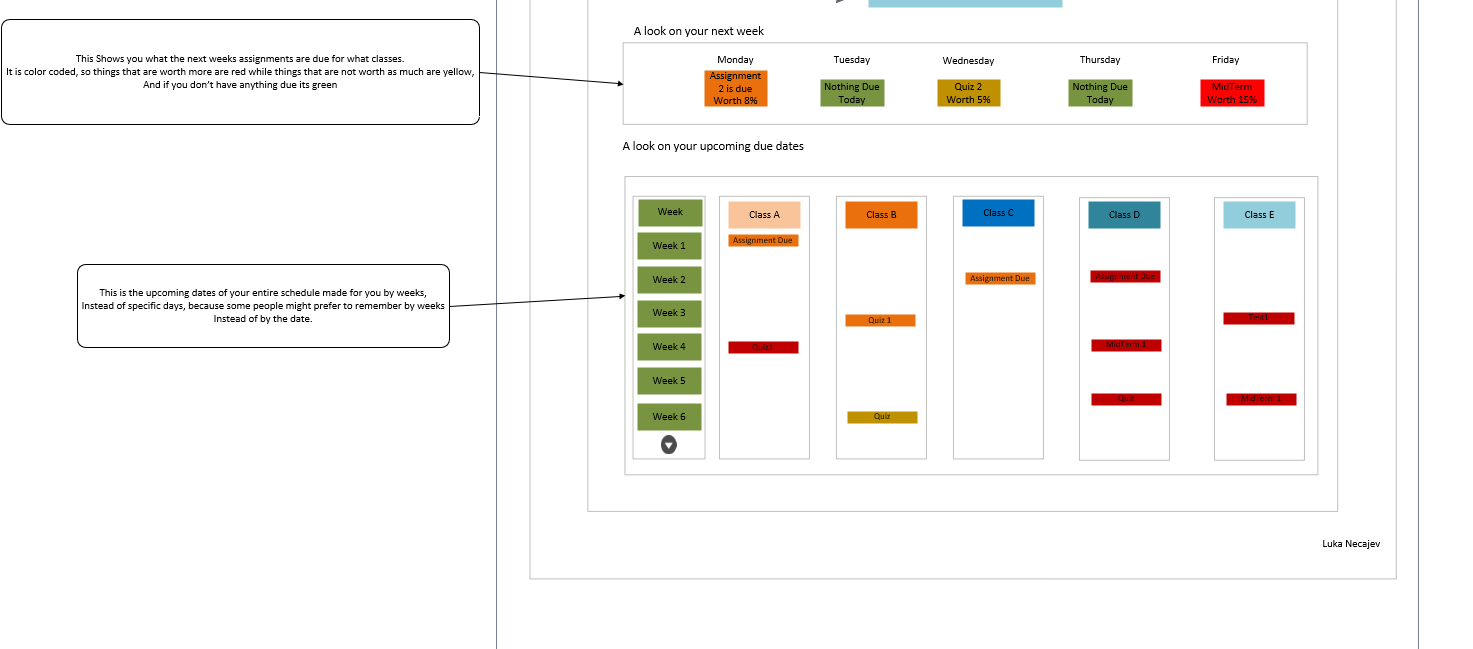 This Shows you what the next weeks assignments are due for what classes.
It is color coded, so things that are worth more are red while things that are not worth as much are yellow,
And if you don't have anything due its green
A look on your next week
Monday
Tuesday
Wednesday
Thursday
Friday
Assignment
2 is due
Worth 8%
Nothing Due
Today
Quiz 2
Worth 5%
Nothing Due
Today
MidTerm
Worth 15%
A look on your upcoming due dates
This is the upcoming dates of your entire schedule made for you by weeks,
Instead of specific days, because some people might prefer to remember by weeks
Instead of by the date.
Week
Week 1
Week 2
Week 3
Week 4
Week 5
Week 6
Class A
Assignment Due
Quiz1
Class B
Quiz 1
Quiz
Class C
Assignment Due
Class D
Assignment Due
MidTerm 1
Quiz
Class E
Test1
MidTerm 1
Luka Necajev